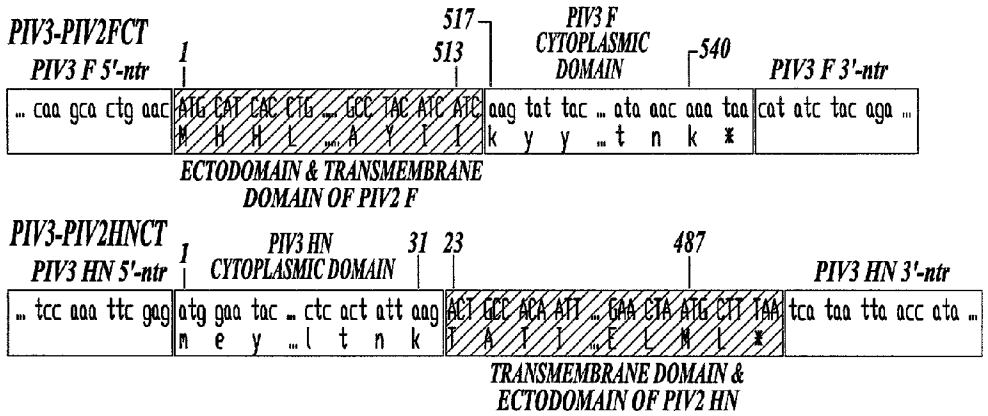 PIV3-PIV2FCT
PIV3 F 5'-ntr
1
513
517
PIV3 F
CYTOPLASMIC
DOMAIN
540
PIV3 F 3'-ntr
... caa gca ctg aac ATG CAT CAC CTG ..... GCC TAC ATC ATC aag tat tac ... ata aac aaa taa cat atc tac aga ...
M H H L ..... A Y I I k y y ... t n k *
ECTODOMAIN & TRANSMEMBRANE
DOMAIN OF PIV2 F
PIV3-PIV2HNCT
PIV3 HN 5'-ntr
1
PIV3 HN
CYTOPLASMIC DOMAIN
31
23
487
PIV3 HN 3'-ntr
... tcc aaa ttc gag atg gaa tac ... ctc act att aag ACT GCC ACA ATT ... GAA CTA ATG CTT TAA tca taa tta acc ata ...
m e y ... l t n k T A T I ... E L M L *
TRANSMEMBRANE DOMAIN &
ECTODOMAIN OF PIV2 HN